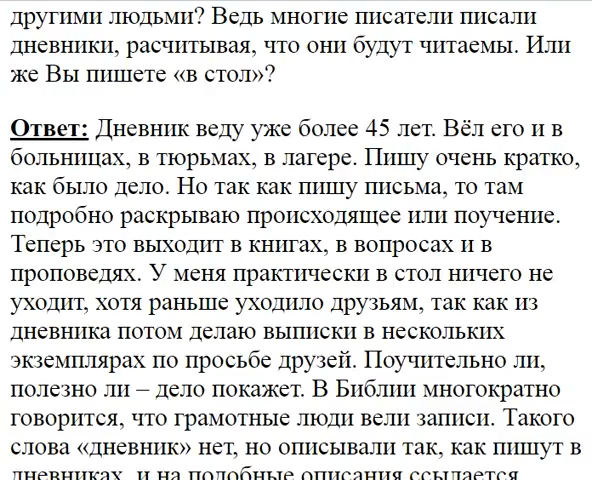 другими людьми? Ведь многие писатели писали
дневники, расчитывая, что они будут читаемы. Или
же Вы пишете «в стол»?
Ответ: Дневник веду уже более 45 лет. Вёл его и в
больницах, в тюрьмах, в лагере. Пишу очень кратко,
как было дело. Но так как пишу письма, то там
подробно раскрываю происходящее или поучение.
Теперь это выходит в книгах, в вопросах и в
проповедях. У меня практически в стол ничего не
уходит, хотя раньше уходило друзьям, так как из
дневника потом делаю выписки в нескольких
экземплярах по просьбе друзей. Поучительно ли,
полезно ли – дело покажет. В Библии многократно
говорится, что грамотные люди вели записи. Такого
слова «дневник» нет, но описывали так, как пишут в
дневниках, и на подобные описания ссылается